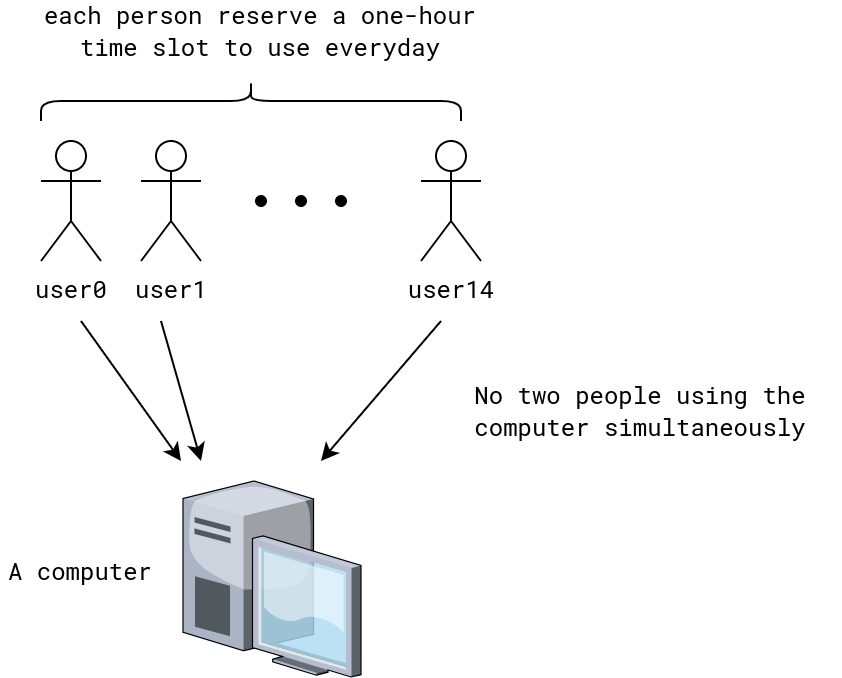 each person reserve a one-hour
time slot to use everyday
user0
user1
user14
No two people using the
computer simultaneously
A computer